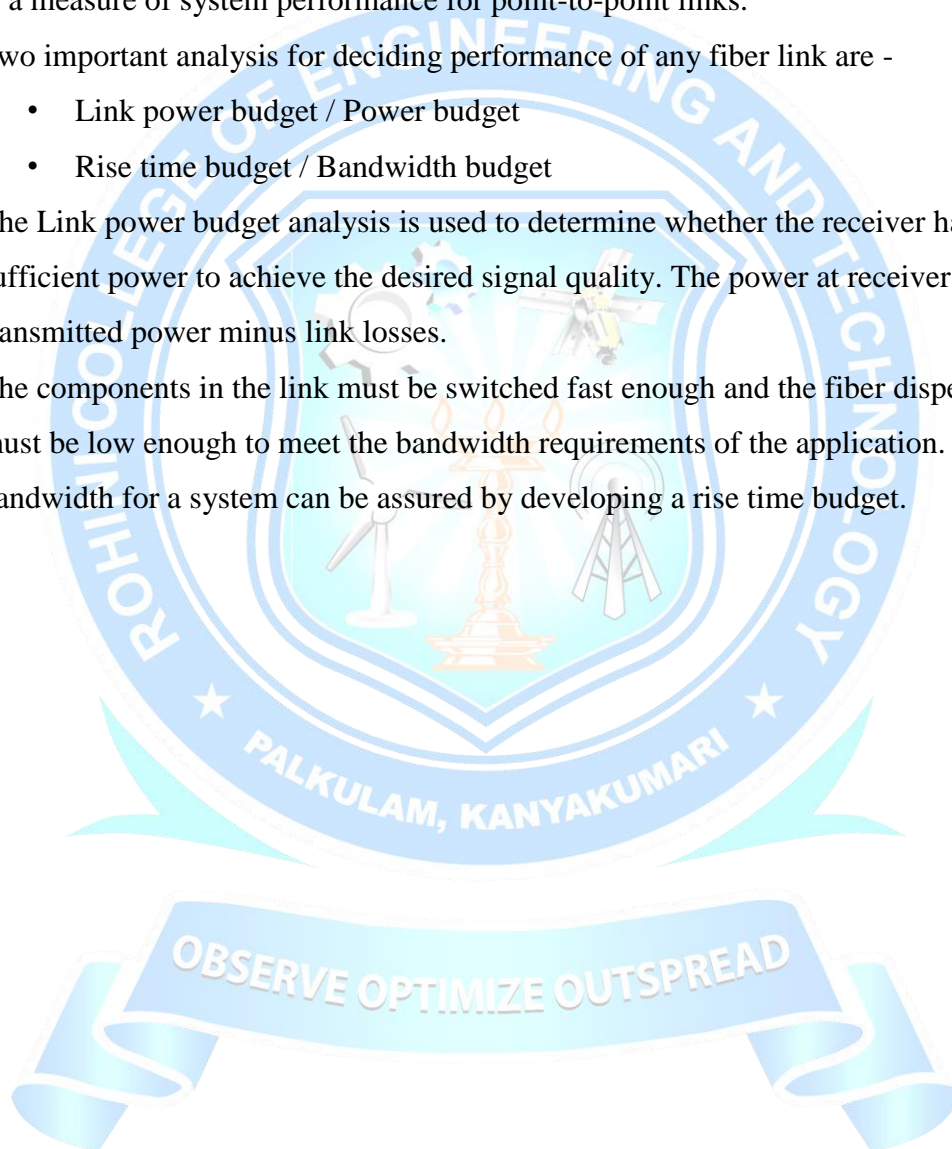 a measure of system performance for point-to-point links.
wo important analysis for deciding performance of any fiber link are -
• Link power budget / Power budget
• Rise time budget / Bandwidth budget
he Link power budget analysis is used to determine whether the receiver ha
ufficient power to achieve the desired signal quality. The power at receiver
ansmitted power minus link losses.
he components in the link must be switched fast enough and the fiber dispe
ust be low enough to meet the bandwidth requirements of the application.
andwidth for a system can be assured by developing a rise time budget.
ROHINI COLLEGE OF ENGINEERING AND TECHNOLOGY
PALKULAM, KANYAKUMARI
OBSERVE OPTIMIZE OUTSPREAD